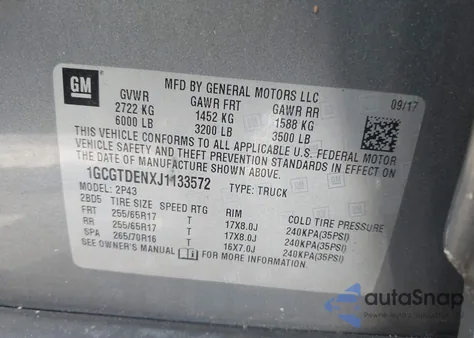 GM
MFD BY GENERAL MOTORS LLC
09/17
GVWR GAWR FRT GAWR RR
2722 KG 1452 KG 1588 KG
6000 LB 3200 LB 3500 LB
THIS VEHICLE CONFORMS TO ALL APPLICABLE U.S. FEDERAL MOTOR
VEHICLE SAFETY AND THEFT PREVENTION STANDARDS IN EFFECT ON
THE DATE OF MANUFACTURE SHOWN ABOVE.
1GCGTDENXJ1133572 TYPE: TRUCK
MODEL: 2P43
2BD5 TIRE SIZE SPEED RTG RIM COLD TIRE PRESSURE
FRT 255/65R17 T 17X8.0J 240KPA(35PSI)
RR 255/65R17 T 17X8.0J 240KPA(35PSI)
SPA 265/70R16 T 16X7.0J 240KPA(35PSI)
SEE OWNER'S MANUAL FOR MORE INFORMATION.
autoSnap